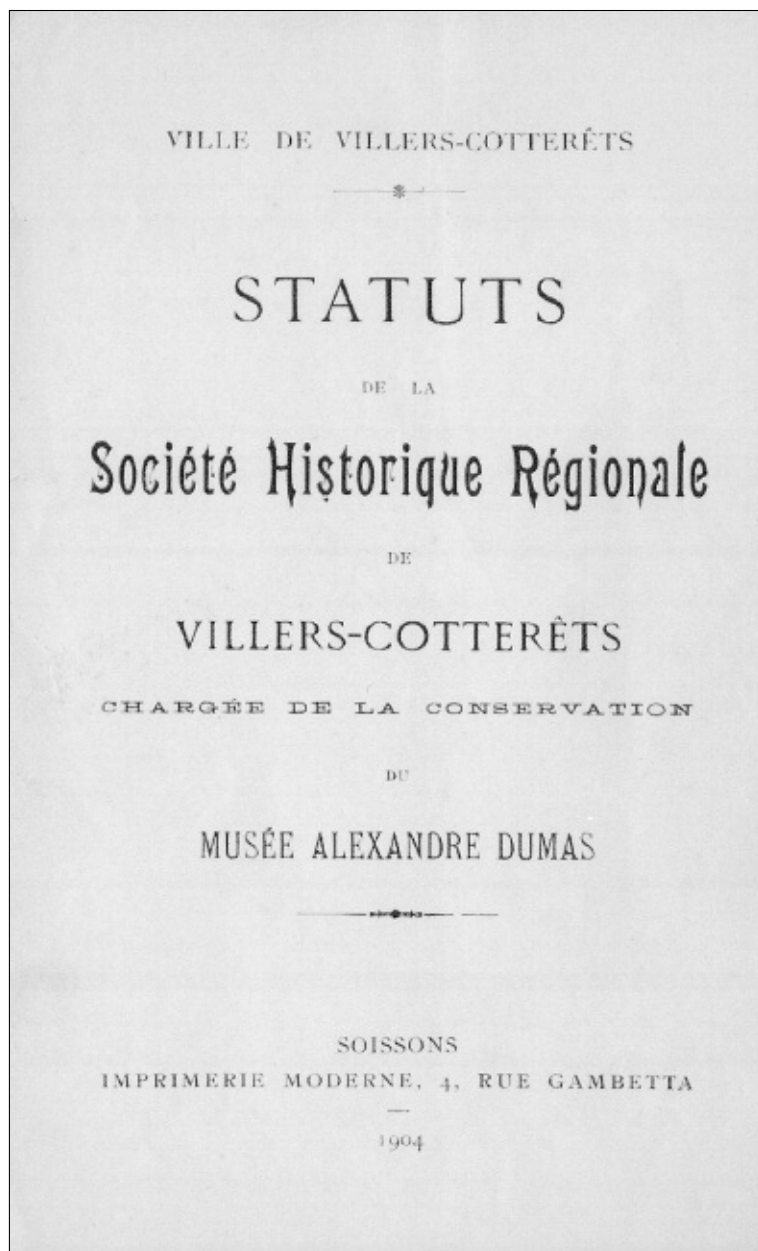 VILLE DE VILLERS-COTTERÊTS
STATUTS
DE LA
Société Historique Régionale
DE
VILLERS-COTTERÊTS
CHARGÉE DE LA CONSERVATION
DU
MUSÉE ALEXANDRE DUMAS
SOISSONS
IMPRIMERIE MODERNE, 4, RUE GAMBETTA
1904